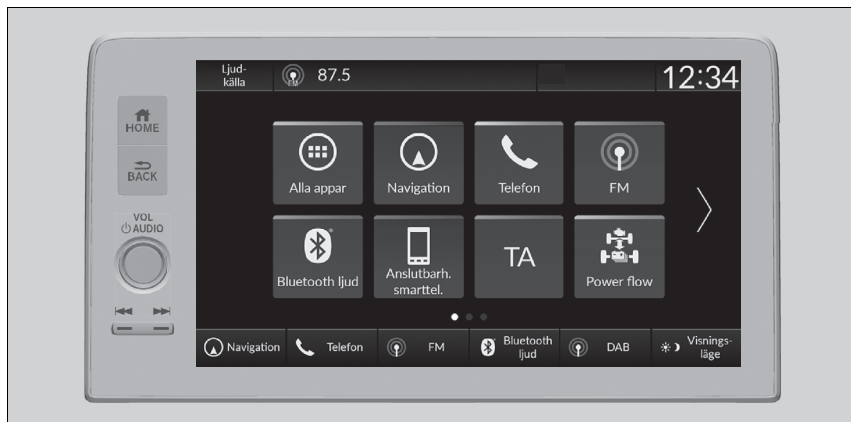 Ljud-
källa
FM
87.5
12:34
HOME
BACK
VOL
AUDIO
Alla appar
Navigation
Telefon
FM
Bluetooth ljud
Anslutbarh.
smarttel.
TA
Power flow
Navigation
Telefon
FM
Bluetooth
ljud
DAB
Visnings-
läge